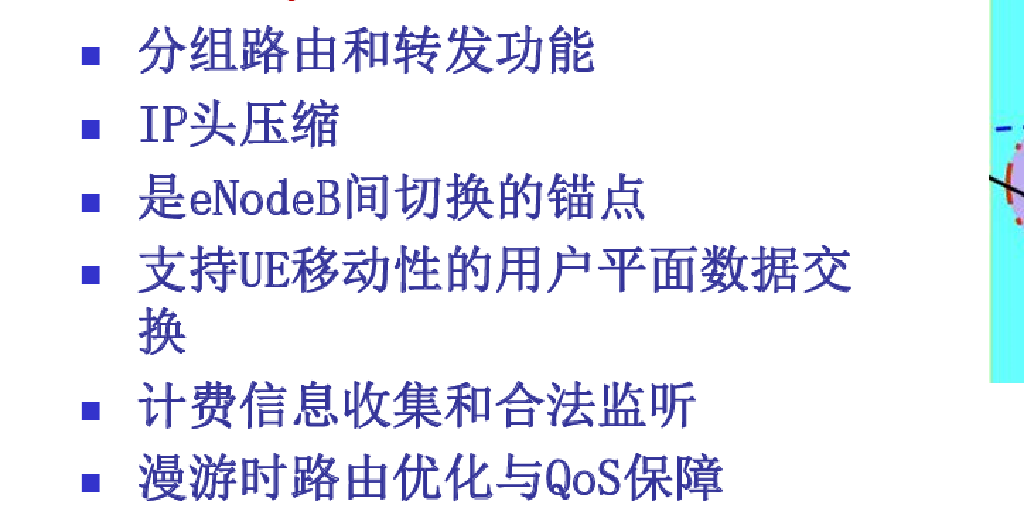 分组路由和转发功能
IP头压缩
是eNodeB间切换的锚点
支持UE移动性的用户平面数据交
换
计费信息收集和合法监听
漫游时路由优化与QoS保障